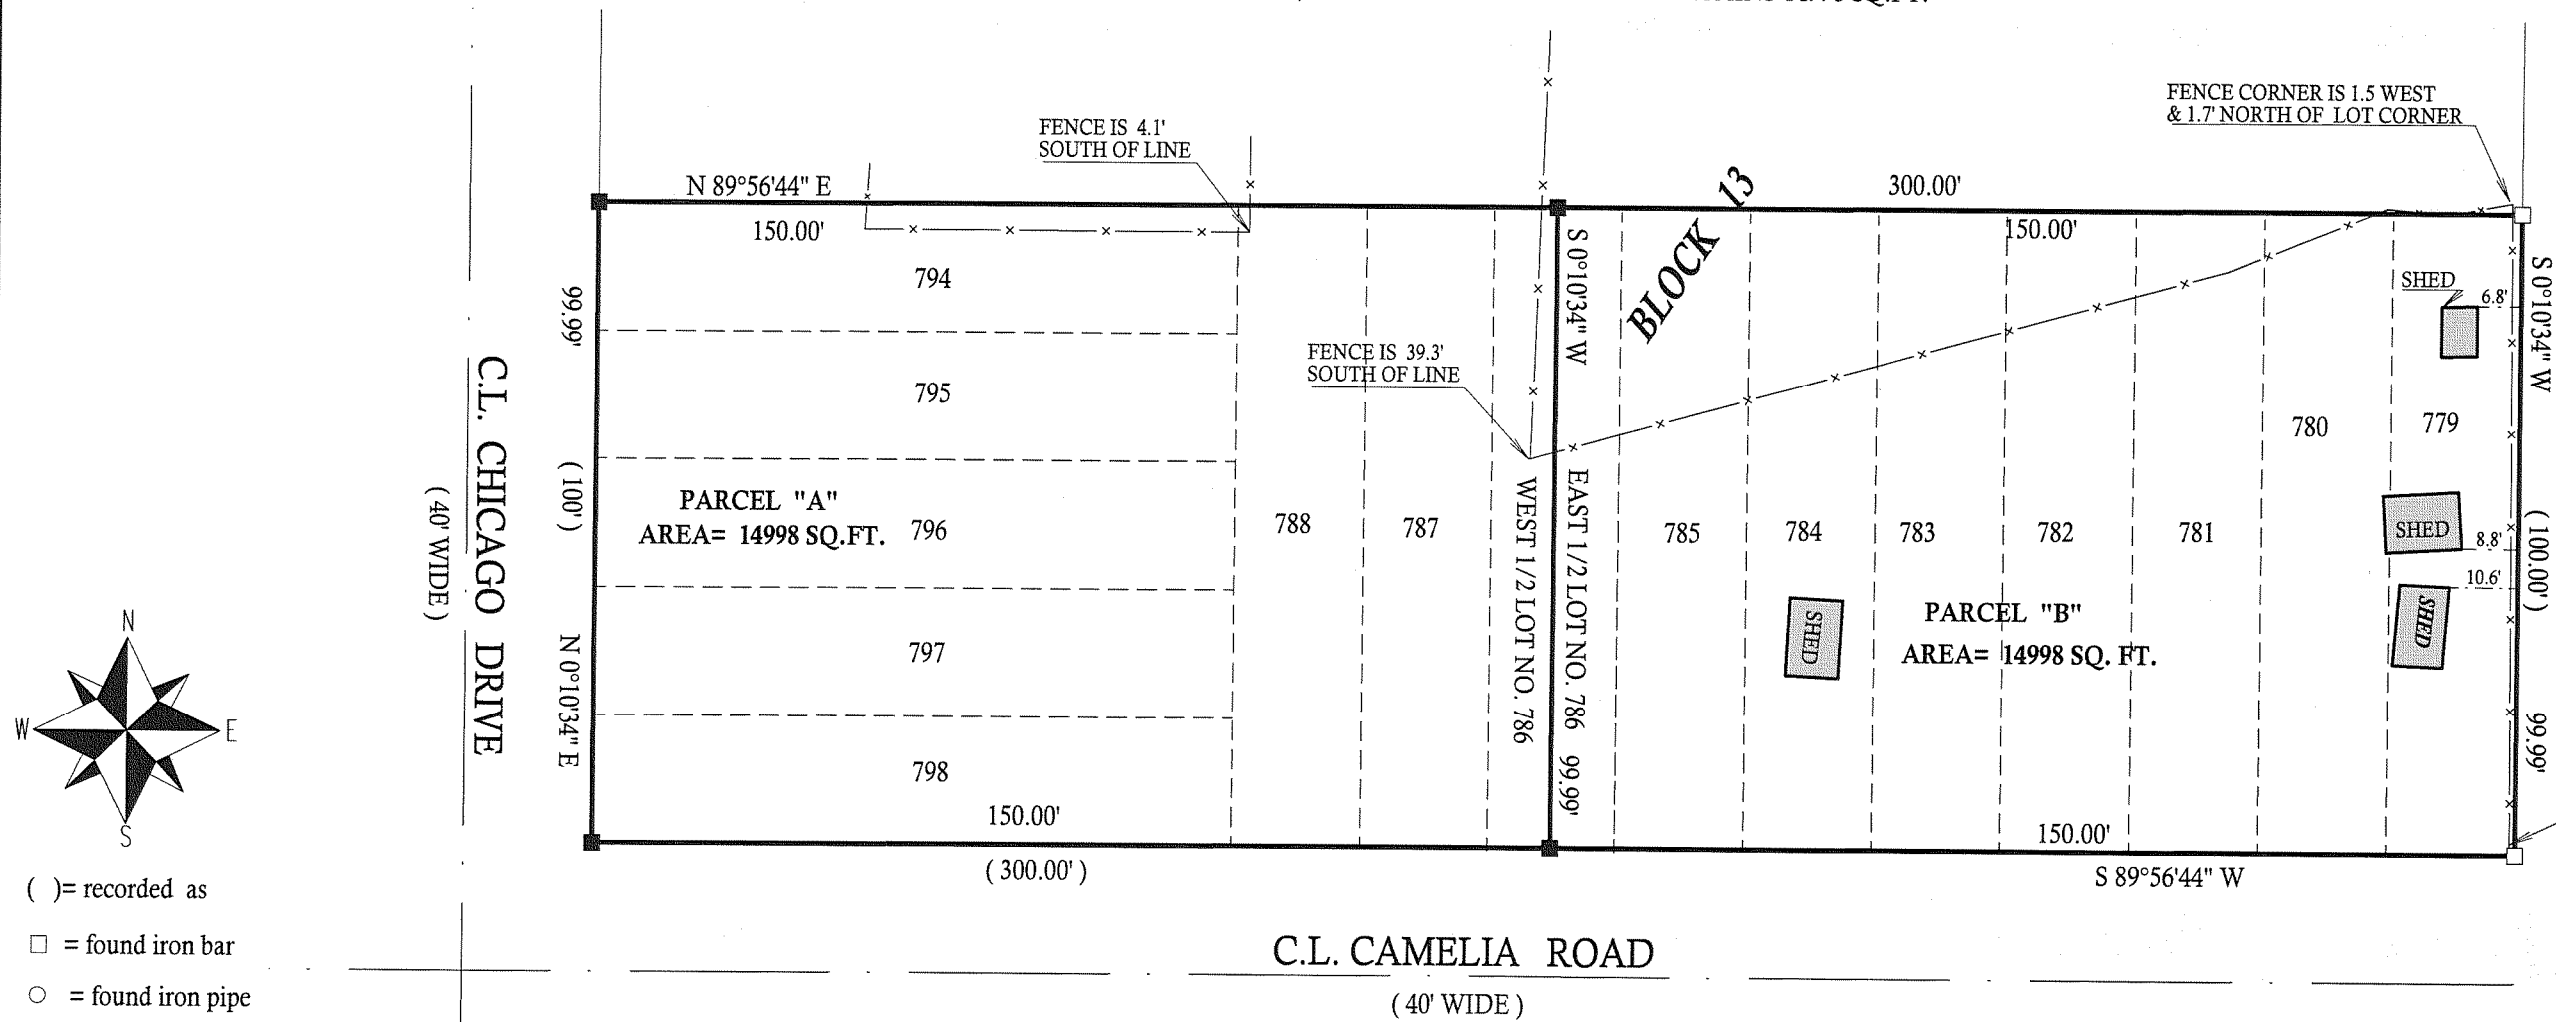 SQ.FT.
FENCE CORNER IS 1.5 WEST
& 1.7' NORTH OF LOT CORNER
FENCE IS 4.1'
SOUTH OF LINE
N 89°56'44" E
300.00'
BLOCK 13
150.00'
150.00'
794
99.99'
S 0°10'34" W
SHED
6.8'
S 0°10'34" W
FENCE IS 39.3'
SOUTH OF LINE
795
780
779
C.L. CHICAGO DRIVE
( 40' WIDE )
( 100' )
PARCEL "A"
AREA= 14998 SQ.FT.
796
788
787
WEST 1/2 LOT NO. 786
EAST 1/2 LOT NO. 786
785
784
783
782
781
SHED
8.8'
10.6'
( 100.00' )
SHED
SHED
PARCEL "B"
AREA= 14998 SQ. FT.
797
N 0°10'34" E
798
99.99'
99.99'
150.00'
150.00'
( 300.00' )
S 89°56'44" W
N
W
E
S
( )= recorded as
= found iron bar
= found iron pipe
C.L. CAMELIA ROAD
( 40' WIDE )